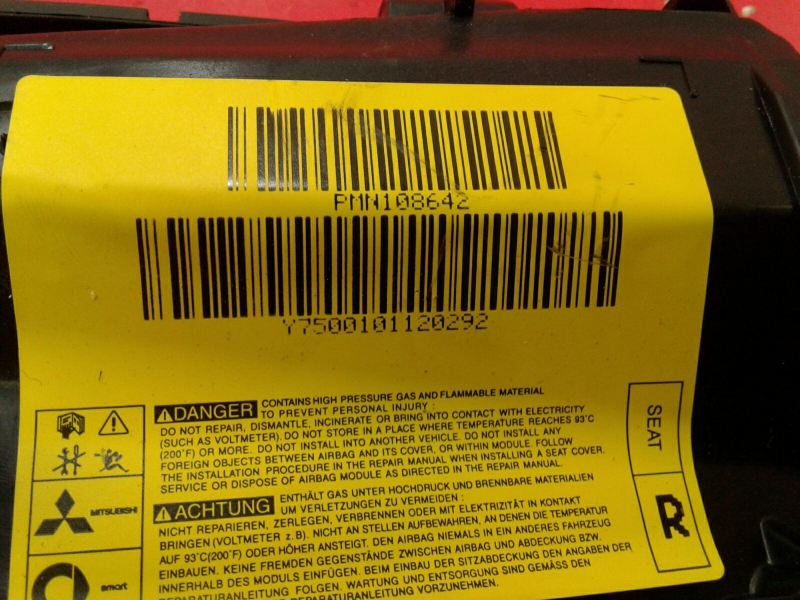 PMN108642
Y7500101120292
DANGER CONTAINS HIGH PRESSURE GAS AND FLAMMABLE MATERIAL
TO PREVENT PERSONAL INJURY :
DO NOT REPAIR, DISMANTLE, INCINERATE OR BRING INTO CONTACT WITH ELECTRICITY
(SUCH AS VOLTMETER). DO NOT STORE IN A PLACE WHERE TEMPERATURE REACHES 93°C
(200°F) OR MORE. DO NOT INSTALL INTO ANOTHER VEHICLE. DO NOT INSTALL ANY
FOREIGN OBJECTS BETWEEN AIRBAG AND ITS COVER, OR WITHIN MODULE. FOLLOW
THE INSTALLATION PROCEDURE IN THE REPAIR MANUAL WHEN INSTALLING A SEAT COVER.
SERVICE OR DISPOSE OF AIRBAG MODULE AS DIRECTED IN THE REPAIR MANUAL.
ACHTUNG ENTHÄLT GAS UNTER HOCHDRUCK UND BRENNBARE MATERIALIEN
UM VERLETZUNGEN ZU VERMEIDEN :
NICHT REPARIEREN, ZERLEGEN, VERBRENNEN ODER MIT ELEKTRIZITÄT IN KONTAKT
BRINGEN (VOLTMETER z.B). NICHT AN STELLEN AUFBEWAHREN, AN DENEN DIE TEMPERATUR
AUF 93°C(200°F) ODER HÖHER ANSTEIGT. DEN AIRBAG NIEMALS IN EIN ANDERES FAHRZEUG
EINBAUEN. KEINE FREMDEN GEGENSTÄNDE ZWISCHEN AIRBAG UND ABDECKUNG BZW.
INNERHALB DES MODULS EINFÜGEN. BEIM EINBAU DER SITZABDECKUNG DEN ANGABEN DER
REPARATURANLEITUNG FOLGEN. WARTUNG UND ENTSORGUNG SIND GEMÄSS DEN
REPARATURANLEITUNG VORZUNEHMEN.
MITSUBISHI
smart
SEAT
R